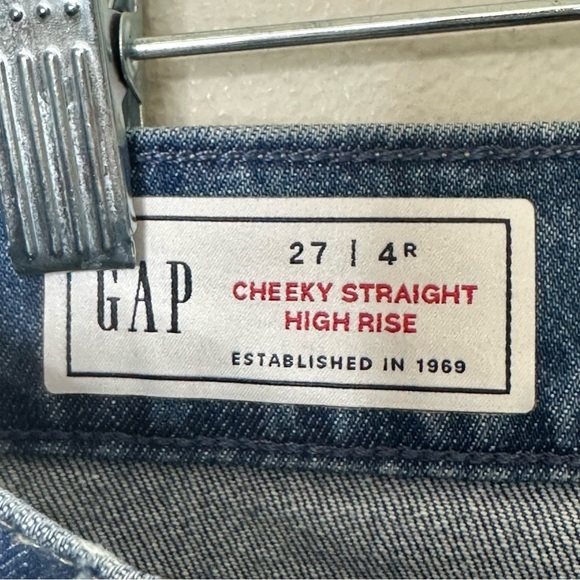 GAP
27 | 4R
CHEEKY STRAIGHT
HIGH RISE
ESTABLISHED IN 1969